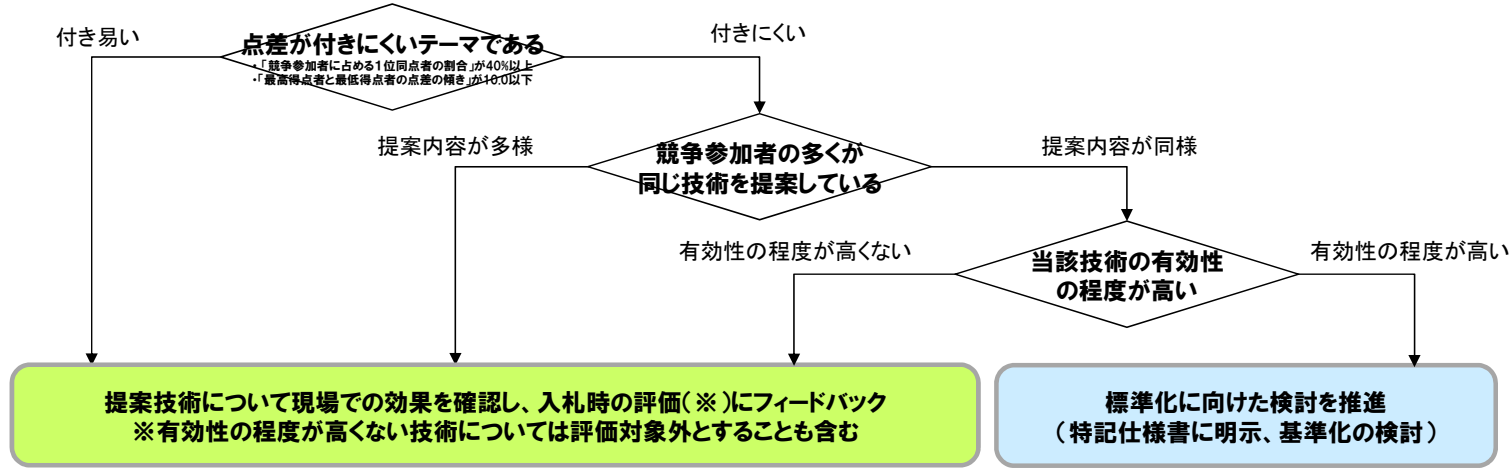 付き易い
点差が付きにくいテーマである
付きにくい
・「競争参加者に占める1位同点者の割合」が40%以上
・「最高得点者と最低得点者の点差の傾き」が10.0以下
提案内容が多様
競争参加者の多くが
同じ技術を提案している
提案内容が同様
有効性の程度が高くない
当該技術の有効性
の程度が高い
有効性の程度が高い
提案技術について現場での効果を確認し、入札時の評価(※)にフィードバック
※有効性の程度が高くない技術については評価対象外とすることも含む
標準化に向けた検討を推進
(特記仕様書に明示、基準化の検討)